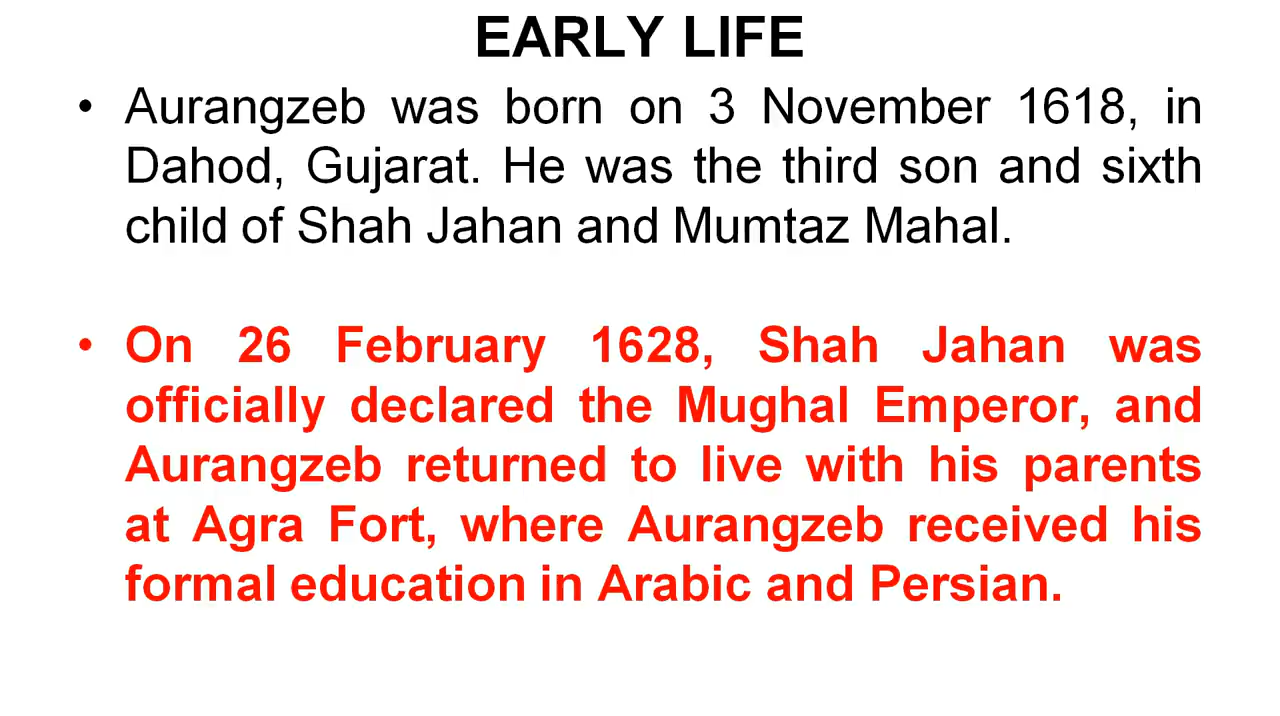 EARLY LIFE
• Aurangzeb was born on 3 November 1618, in
Dahod, Gujarat. He was the third son and sixth
child of Shah Jahan and Mumtaz Mahal.
• On 26 February 1628, Shah Jahan was
officially declared the Mughal Emperor, and
Aurangzeb returned to live with his parents
at Agra Fort, where Aurangzeb received his
formal education in Arabic and Persian.